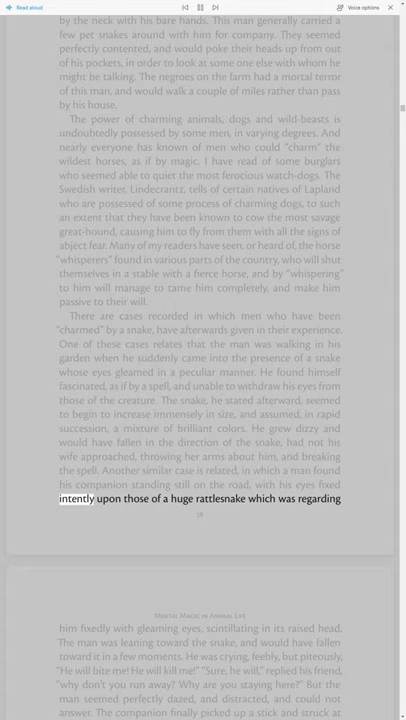 Read aloud
Voice options
by the neck with his bare hands. This man generally carried a
few pet snakes around with him for company. They seemed
perfectly contented, and would poke their heads up from out
of his pockets, in order to look at some one else with whom he
might be talking. The negroes on the farm had a mortal terror
of this man, and would walk a couple of miles rather than pass
by his house.
The power of charming animals, dogs and wild-beasts is
undoubtedly possessed by some men, in varying degrees. And
nearly everyone has known of men who could "charm" the
wildest horses, as if by magic. I have read of some burglars
who seemed able to quiet the most ferocious watch-dogs. The
Swedish writer, Lindecrantz, tells of certain natives of Lapland
who are possessed of some process of charming dogs, to such
an extent that they have been known to cow the most savage
great-hound, causing him to fly from them with all the signs of
abject fear. Many of my readers have seen, or heard of, the horse
"whisperers" found in various parts of the country, who will shut
themselves in a stable with a fierce horse, and by "whispering"
to him will manage to tame him completely, and make him
passive to their will.
There are cases recorded in which men who have been
"charmed" by a snake, have afterwards given in their experience.
One of these cases relates that the man was walking in his
garden when he suddenly came into the presence of a snake
whose eyes gleamed in a peculiar manner. He found himself
fascinated, as if by a spell, and unable to withdraw his eyes from
those of the creature. The snake, he stated afterward, seemed
to begin to increase immensely in size, and assumed, in rapid
succession, a mixture of brilliant colors. He grew dizzy and
would have fallen in the direction of the snake, had not his
wife approached, throwing her arms about him, and breaking
the spell. Another similar case is related, in which a man found
his companion standing still on the road, with his eyes fixed
intently upon those of a huge rattlesnake which was regarding
Mental Magic in Animal Life
him fixedly with gleaming eyes, scintillating in its raised head.
The man was leaning toward the snake, and would have fallen
toward it in a few moments. He was crying, feebly, but piteously,
"He will bite me! He will kill me!" "Sure, he will," replied his friend,
"why don't you run away? Why are you staying here?" But the
man seemed perfectly dazed, and distracted, and could not
answer. The companion finally picked up a stick and struck at